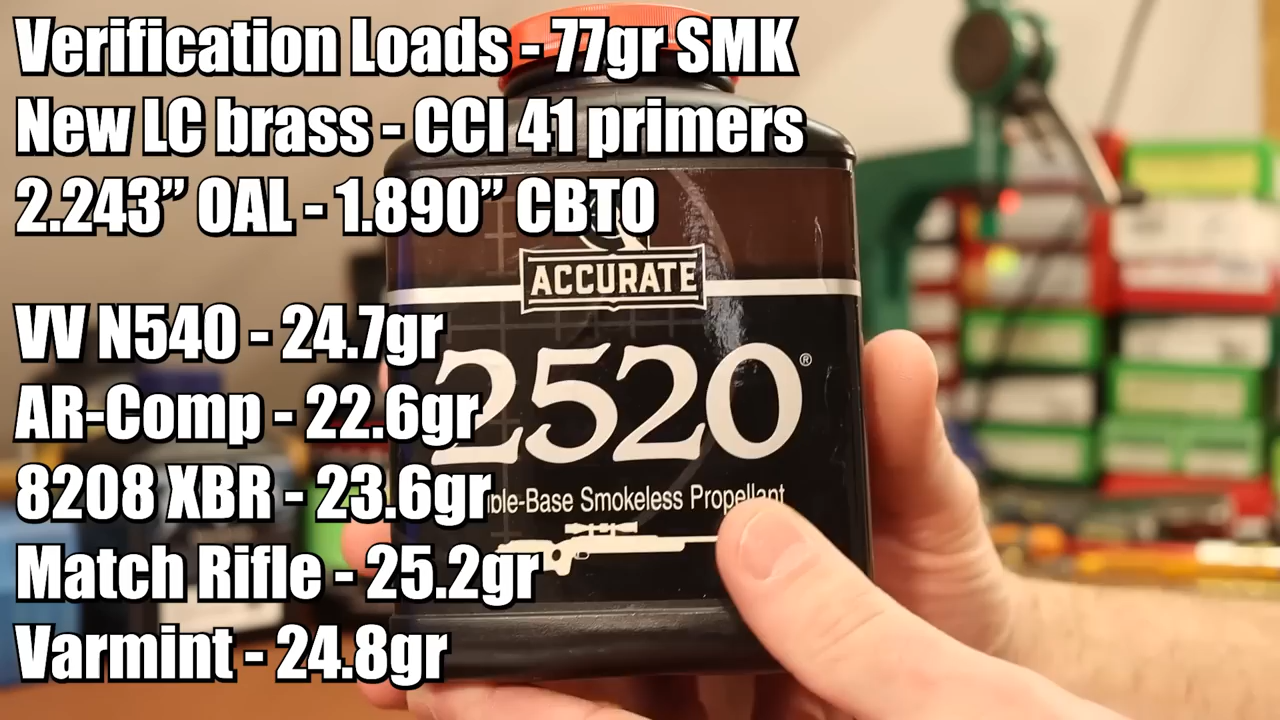 Verification Loads - 77gr SMK
New LC brass - CCI 41 primers
2.243” OAL - 1.890” CBTO
ACCURATE
VV N540 - 24.7gr
2520®
AR-Comp - 22.6gr
8208 XBR - 23.6gr
Smokeless Propellant
Match Rifle - 25.2gr
Varmint - 24.8gr